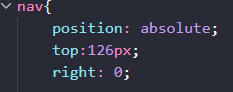 nav{
position: absolute;
top:126px;
right: 0;